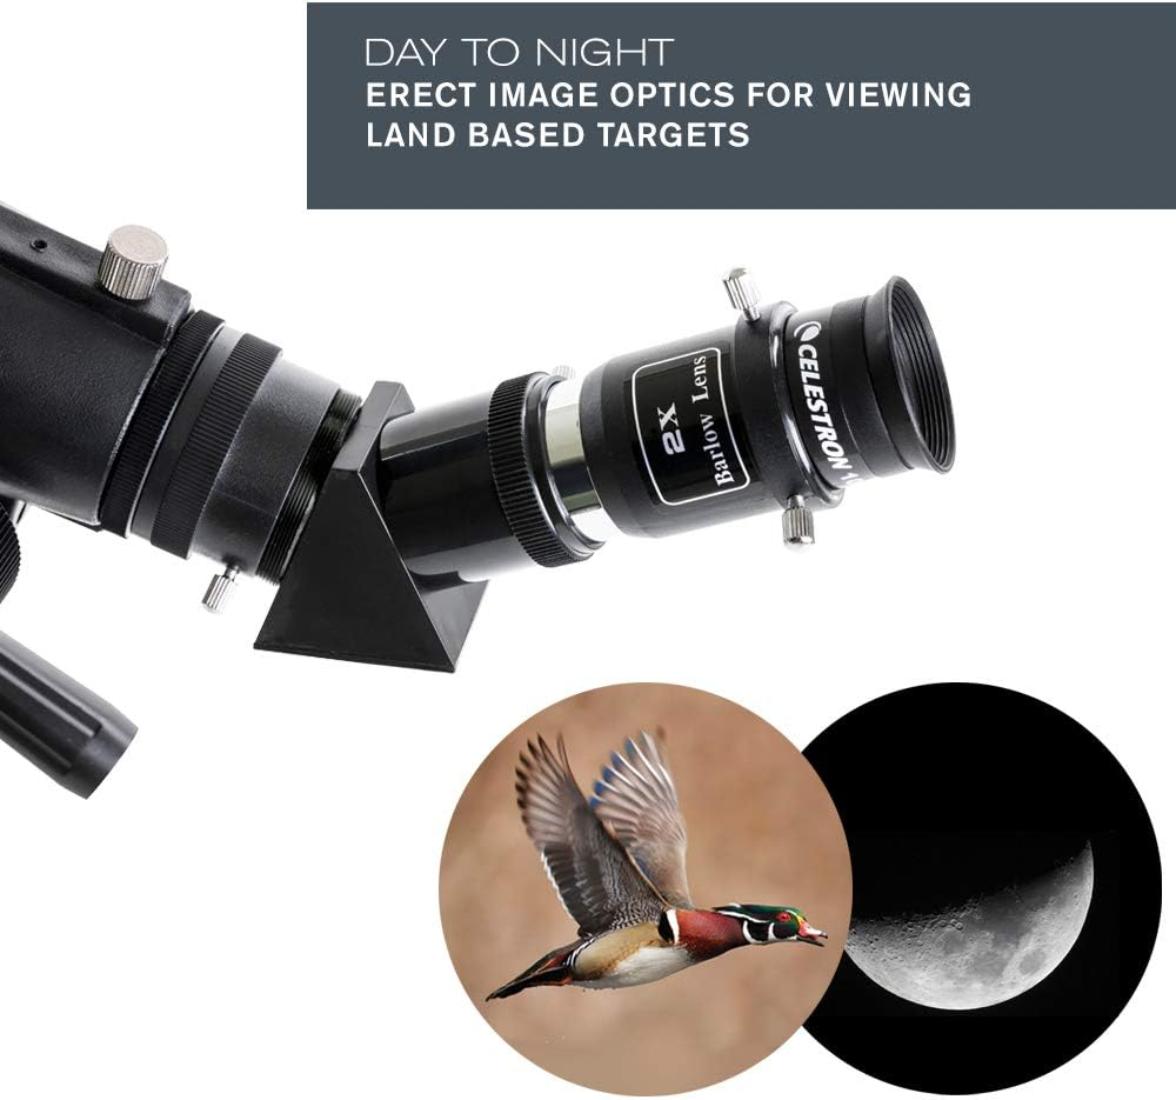 DAY TO NIGHT
ERECT IMAGE OPTICS FOR VIEWING
LAND BASED TARGETS
2X
Barlow Lens
CELESTRON